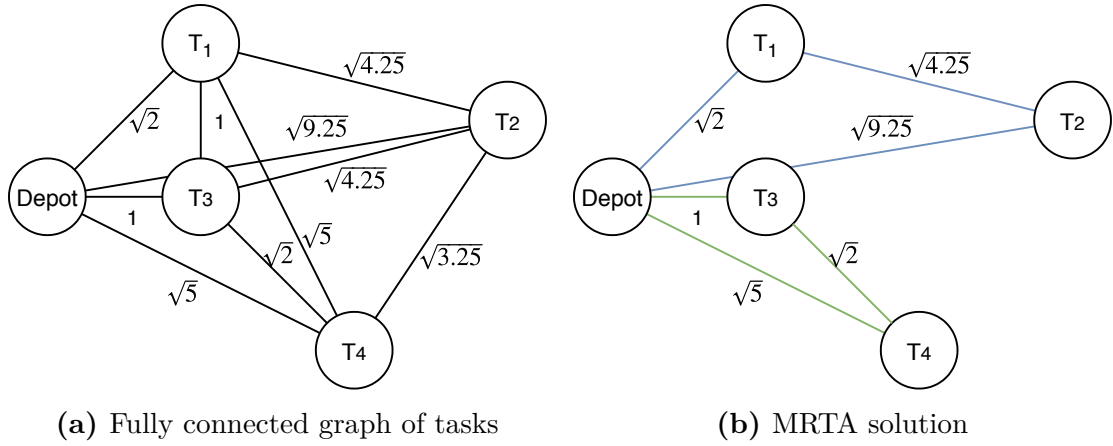 T₁
√4.25
√2
1
√9.25
T2
√4.25
Depot
T3
1
√2
√5
√3.25
√5
T4
(a) Fully connected graph of tasks
T₁
√4.25
√2
√9.25
T2
Depot
T3
1
√2
√5
T4
(b) MRTA solution